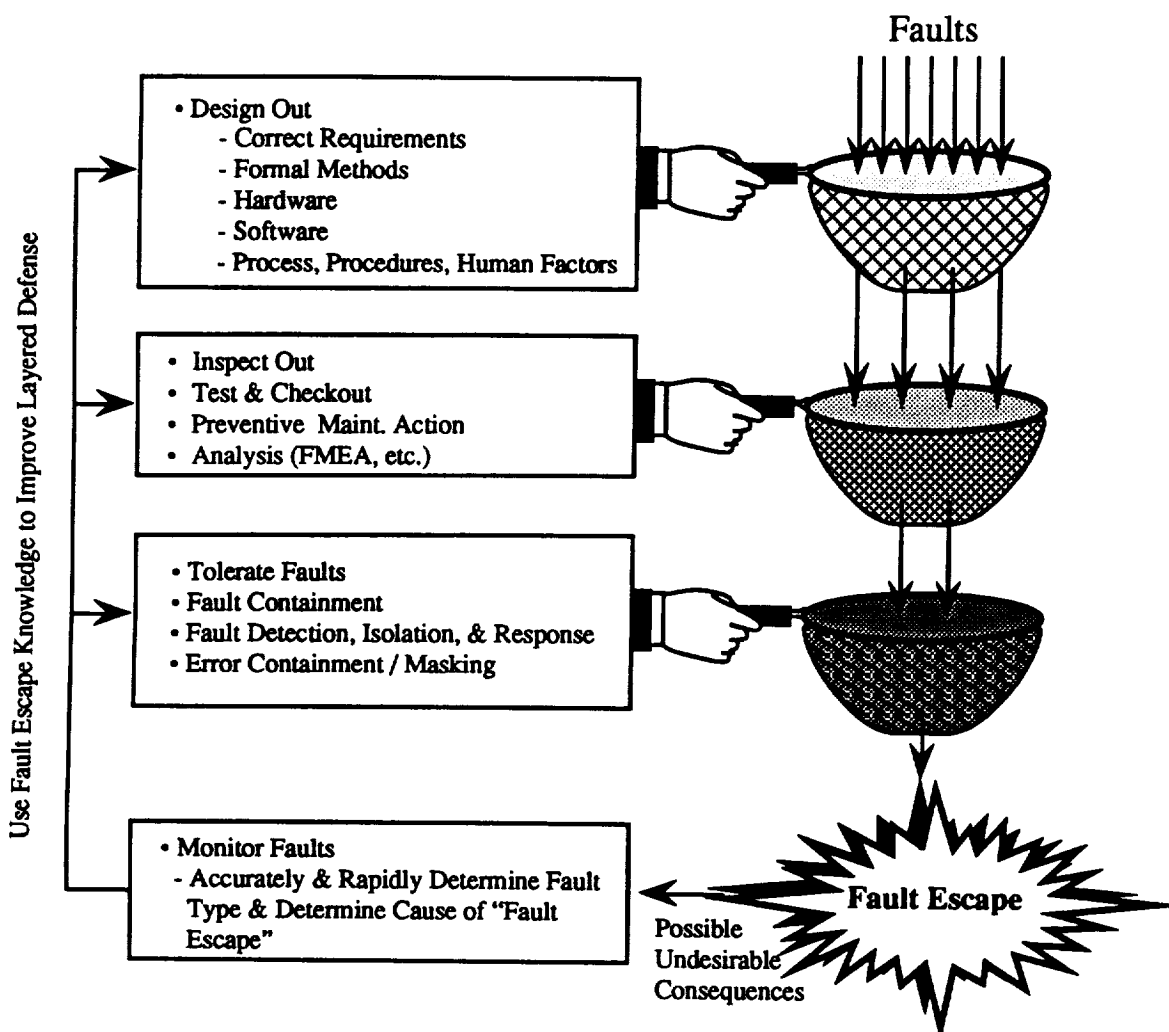 Faults
• Design Out
- Correct Requirements
- Formal Methods
- Hardware
- Software
- Process, Procedures, Human Factors
• Inspect Out
• Test & Checkout
• Preventive Maint. Action
• Analysis (FMEA, etc.)
• Tolerate Faults
• Fault Containment
• Fault Detection, Isolation, & Response
• Error Containment / Masking
• Monitor Faults
- Accurately & Rapidly Determine Fault
Type & Determine Cause of “Fault
Escape”
Fault Escape
Possible
Undesirable
Consequences
Use Fault Escape Knowledge to Improve Layered Defense